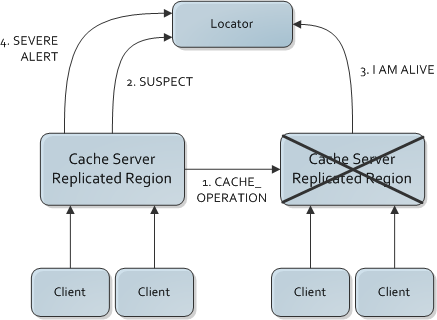 Locator
4. SEVERE
ALERT
2. SUSPECT
3. I AM ALIVE
Cache Server
Replicated Region
1. CACHE_
OPERATION
Cache Server
Replicated Region
Client
Client
Client
Client